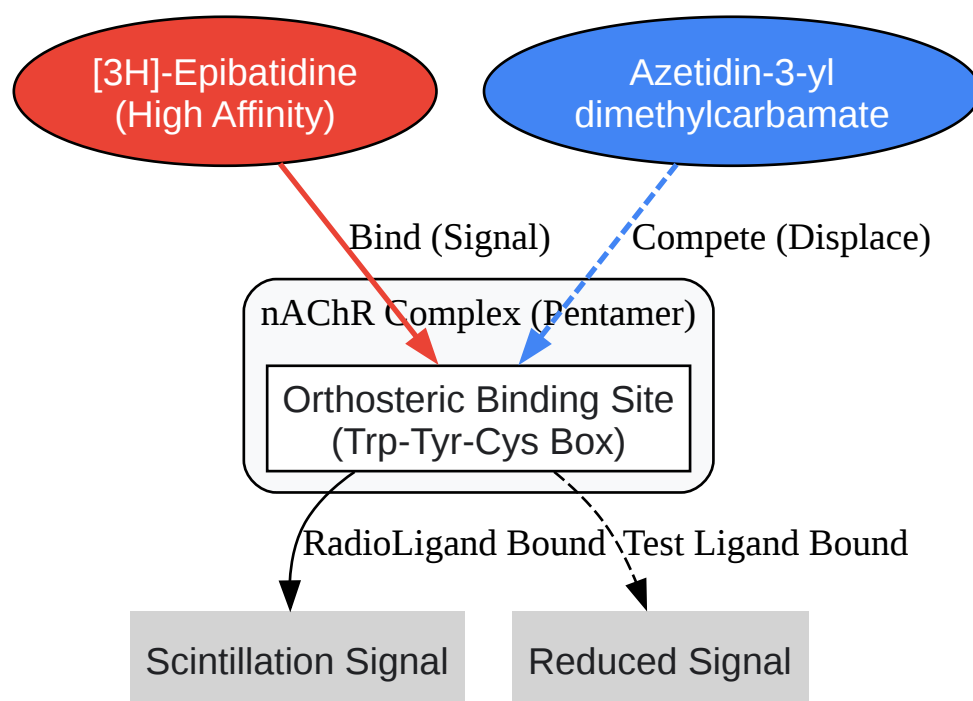 [3H]-Epibatidine
(High Affinity)
Azetidin-3-yl
dimethylcarbamate
Bind (Signal)
Compete (Displace)
nAChR Complex (Pentamer)
Orthosteric Binding Site
(Trp-Tyr-Cys Box)
RadioLigand Bound
Test Ligand Bound
Scintillation Signal
Reduced Signal